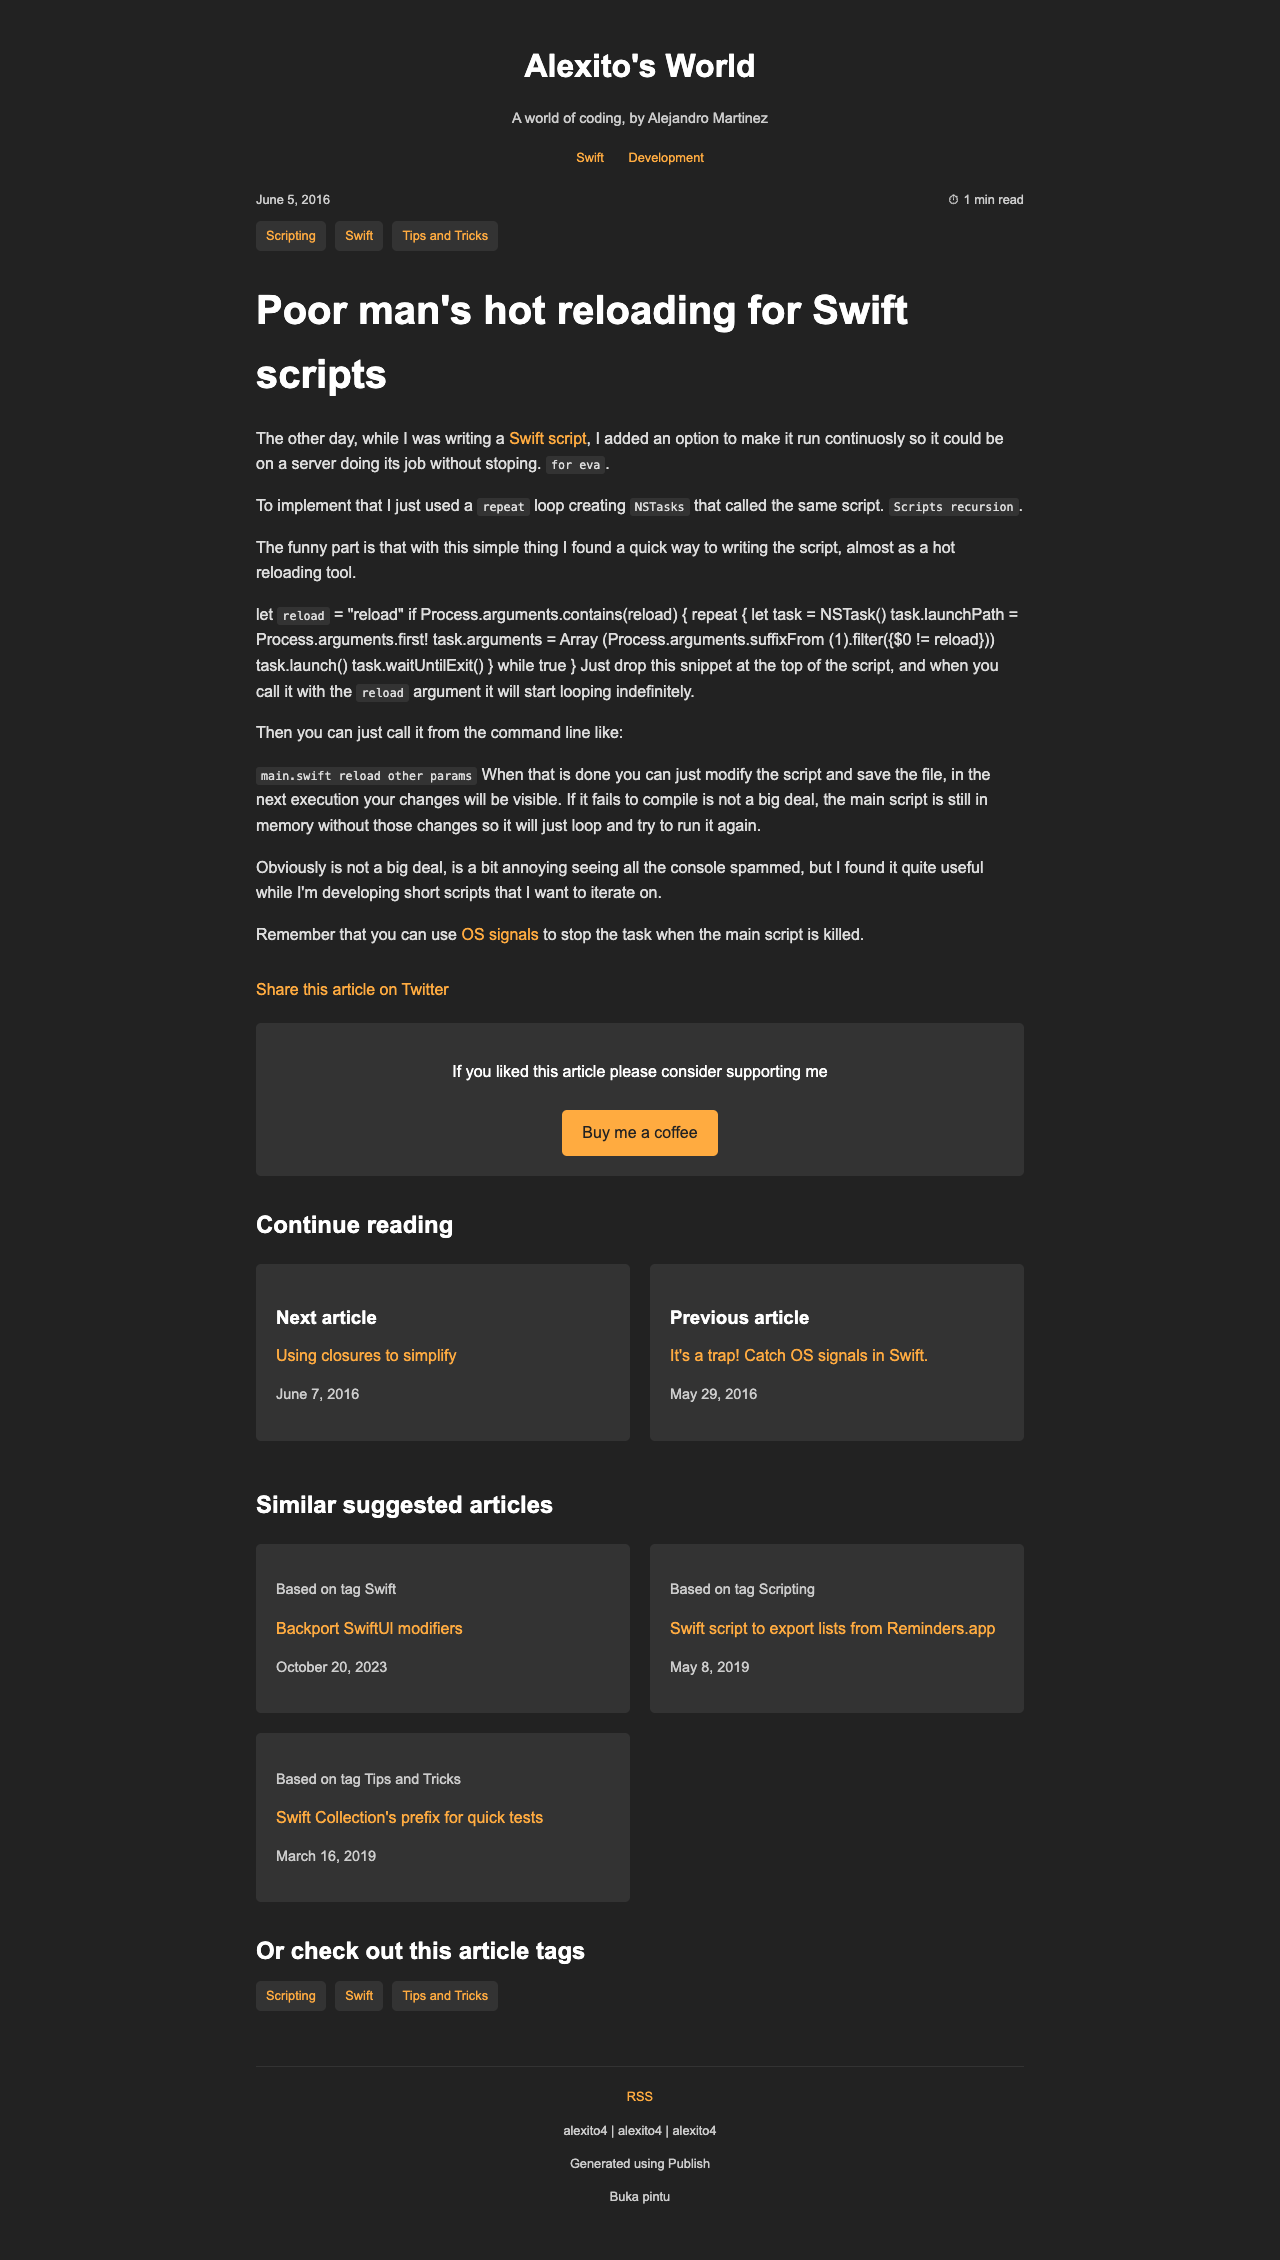 Alexito's World
A world of coding, by Alejandro Martinez
Swift Development
June 5, 2016
⏱ 1 min read
Scripting Swift Tips and Tricks
Poor man's hot reloading for Swift
scripts
The other day, while I was writing a Swift script, I added an option to make it run continuosly so it could be
on a server doing its job without stoping. for eva.
To implement that I just used a repeat loop creating NSTasks that called the same script. Scripts recursion.
The funny part is that with this simple thing I found a quick way to writing the script, almost as a hot
reloading tool.
let reload = "reload" if Process.arguments.contains(reload) { repeat { let task = NSTask() task.launchPath =
Process.arguments.first! task.arguments = Array (Process.arguments.suffixFrom (1).filter({$0 != reload}))
task.launch() task.waitUntilExit() } while true } Just drop this snippet at the top of the script, and when you
call it with the reload argument it will start looping indefinitely.
Then you can just call it from the command line like:
main.swift reload other params When that is done you can just modify the script and save the file, in the
next execution your changes will be visible. If it fails to compile is not a big deal, the main script is still in
memory without those changes so it will just loop and try to run it again.
Obviously is not a big deal, is a bit annoying seeing all the console spammed, but I found it quite useful
while I'm developing short scripts that I want to iterate on.
Remember that you can use OS signals to stop the task when the main script is killed.
Share this article on Twitter
If you liked this article please consider supporting me
Buy me a coffee
Continue reading
Next article
Using closures to simplify
June 7, 2016
Previous article
It's a trap! Catch OS signals in Swift.
May 29, 2016
Similar suggested articles
Based on tag Swift
Backport SwiftUI modifiers
October 20, 2023
Based on tag Scripting
Swift script to export lists from Reminders.app
May 8, 2019
Based on tag Tips and Tricks
Swift Collection's prefix for quick tests
March 16, 2019
Or check out this article tags
Scripting Swift Tips and Tricks
RSS
alexito4 | alexito4 | alexito4
Generated using Publish
Buka pintu